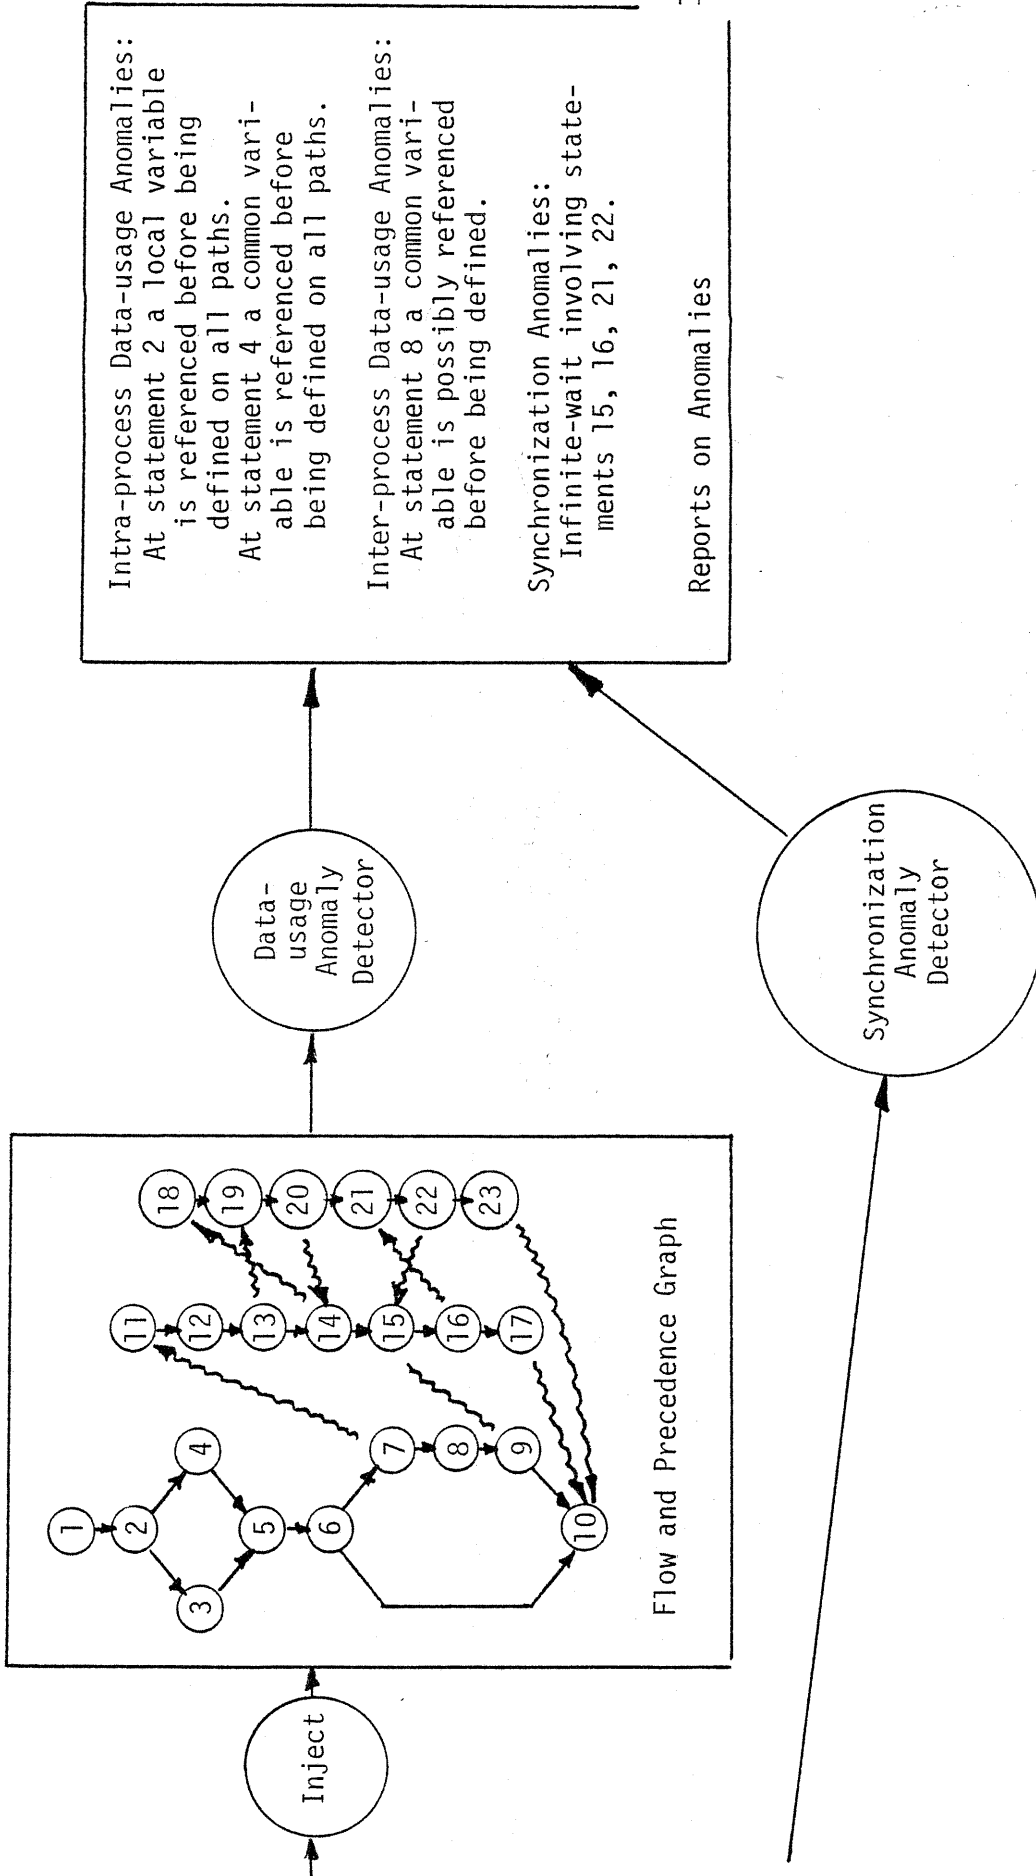 Inject
1
2
3
4
5
6
7
8
9
10
11
12
13
14
15
16
17
18
19
20
21
22
23
Flow and Precedence Graph
Data-
usage
Anomaly
Detector
Synchronization
Anomaly
Detector
Intra-process Data-usage Anomalies:
At statement 2 a local variable
is referenced before being
defined on all paths.
At statement 4 a common vari-
able is referenced before
being defined on all paths.
Inter-process Data-usage Anomalies:
At statement 8 a common vari-
able is possibly referenced
before being defined.
Synchronization Anomalies:
Infinite-wait involving state-
ments 15, 16, 21, 22.
Reports on Anomalies